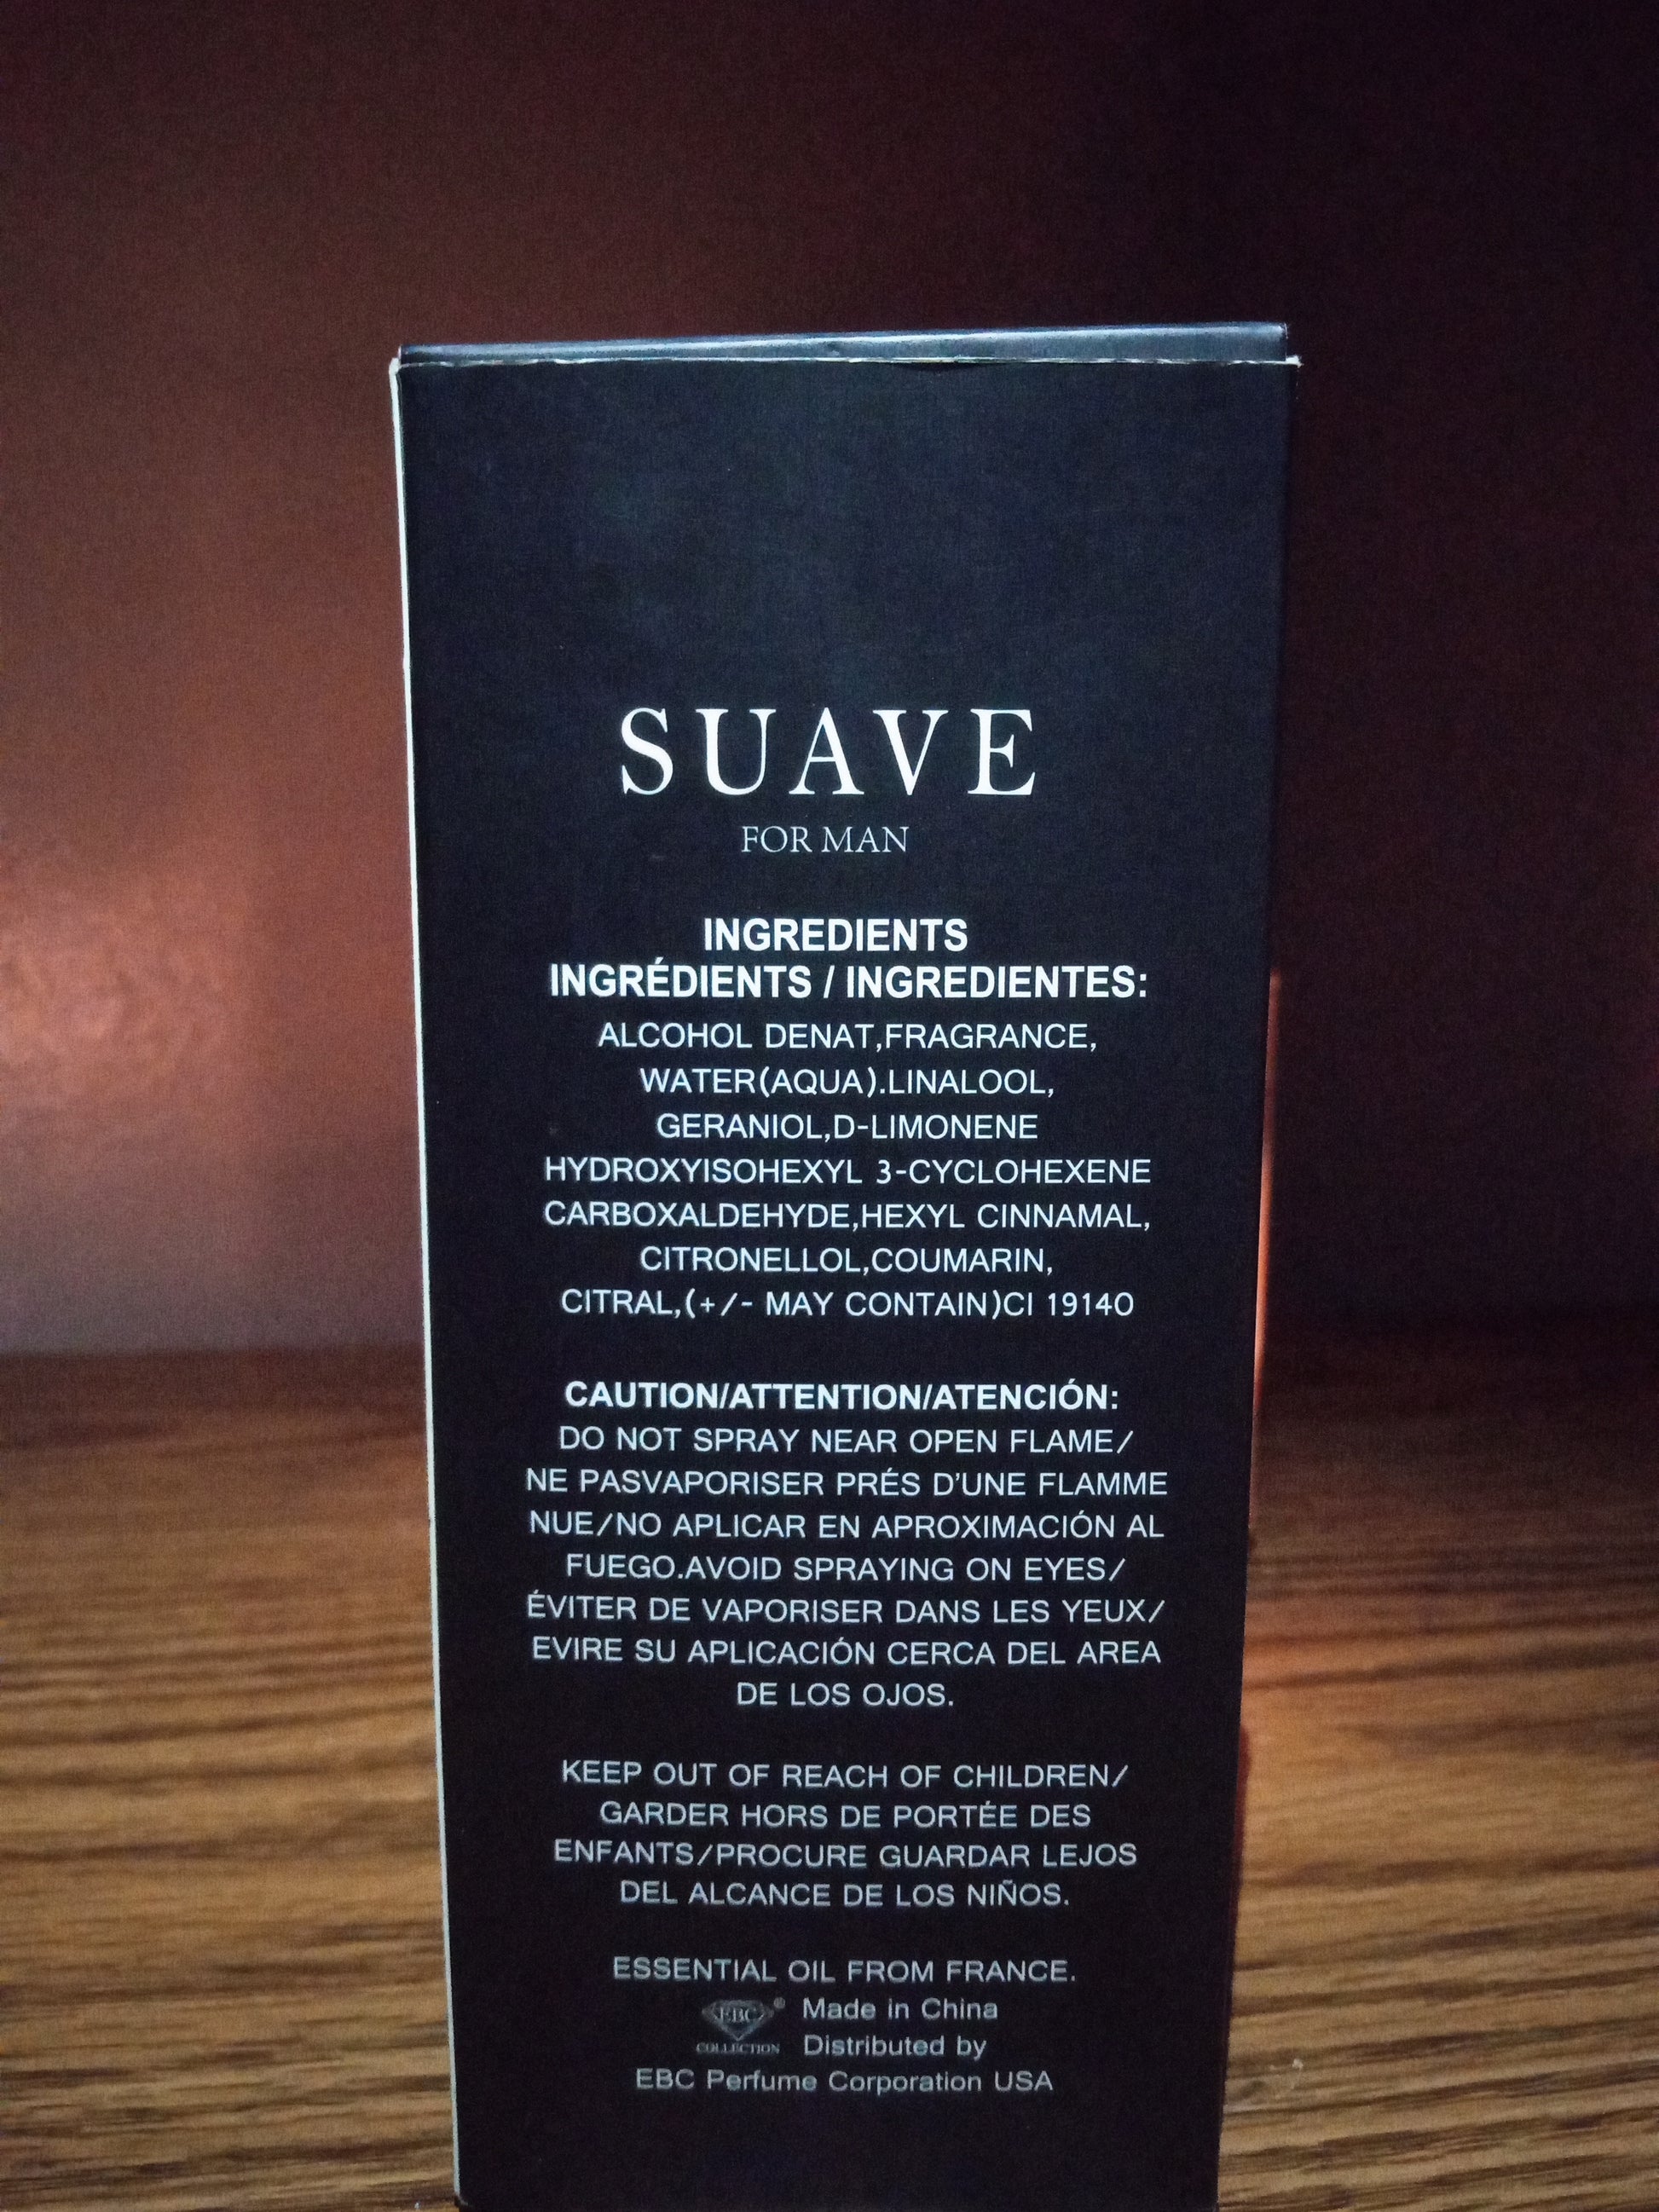 SUAVE
FOR MAN
INGREDIENTS
INGRÉDIENTS / INGREDIENTES:
ALCOHOL DENAT,FRAGRANCE,
WATER(AQUA).LINALOOL,
GERANIOL,D-LIMONENE
HYDROXYISOHEXYL 3-CYCLOHEXENE
CARBOXALDEHYDE,HEXYL CINNAMAL,
CITRONELLOL,COUMARIN,
CITRAL,(+/- MAY CONTAIN)CI 19140
CAUTION/ATTENTION/ATENCIÓN:
DO NOT SPRAY NEAR OPEN FLAME/
NE PASVAPORISER PRÉS D'UNE FLAMME
NUE/NO APLICAR EN APROXIMACIÓN AL
FUEGO.AVOID SPRAYING ON EYES/
ÉVITER DE VAPORISER DANS LES YEUX/
EVIRE SU APLICACIÓN CERCA DEL AREA
DE LOS OJOS.
KEEP OUT OF REACH OF CHILDREN/
GARDER HORS DE PORTÉE DES
ENFANTS/PROCURE GUARDAR LEJOS
DEL ALCANCE DE LOS NIÑOS.
ESSENTIAL OIL FROM FRANCE.
EBC® Made in China
COLLECTION Distributed by
EBC Perfume Corporation USA